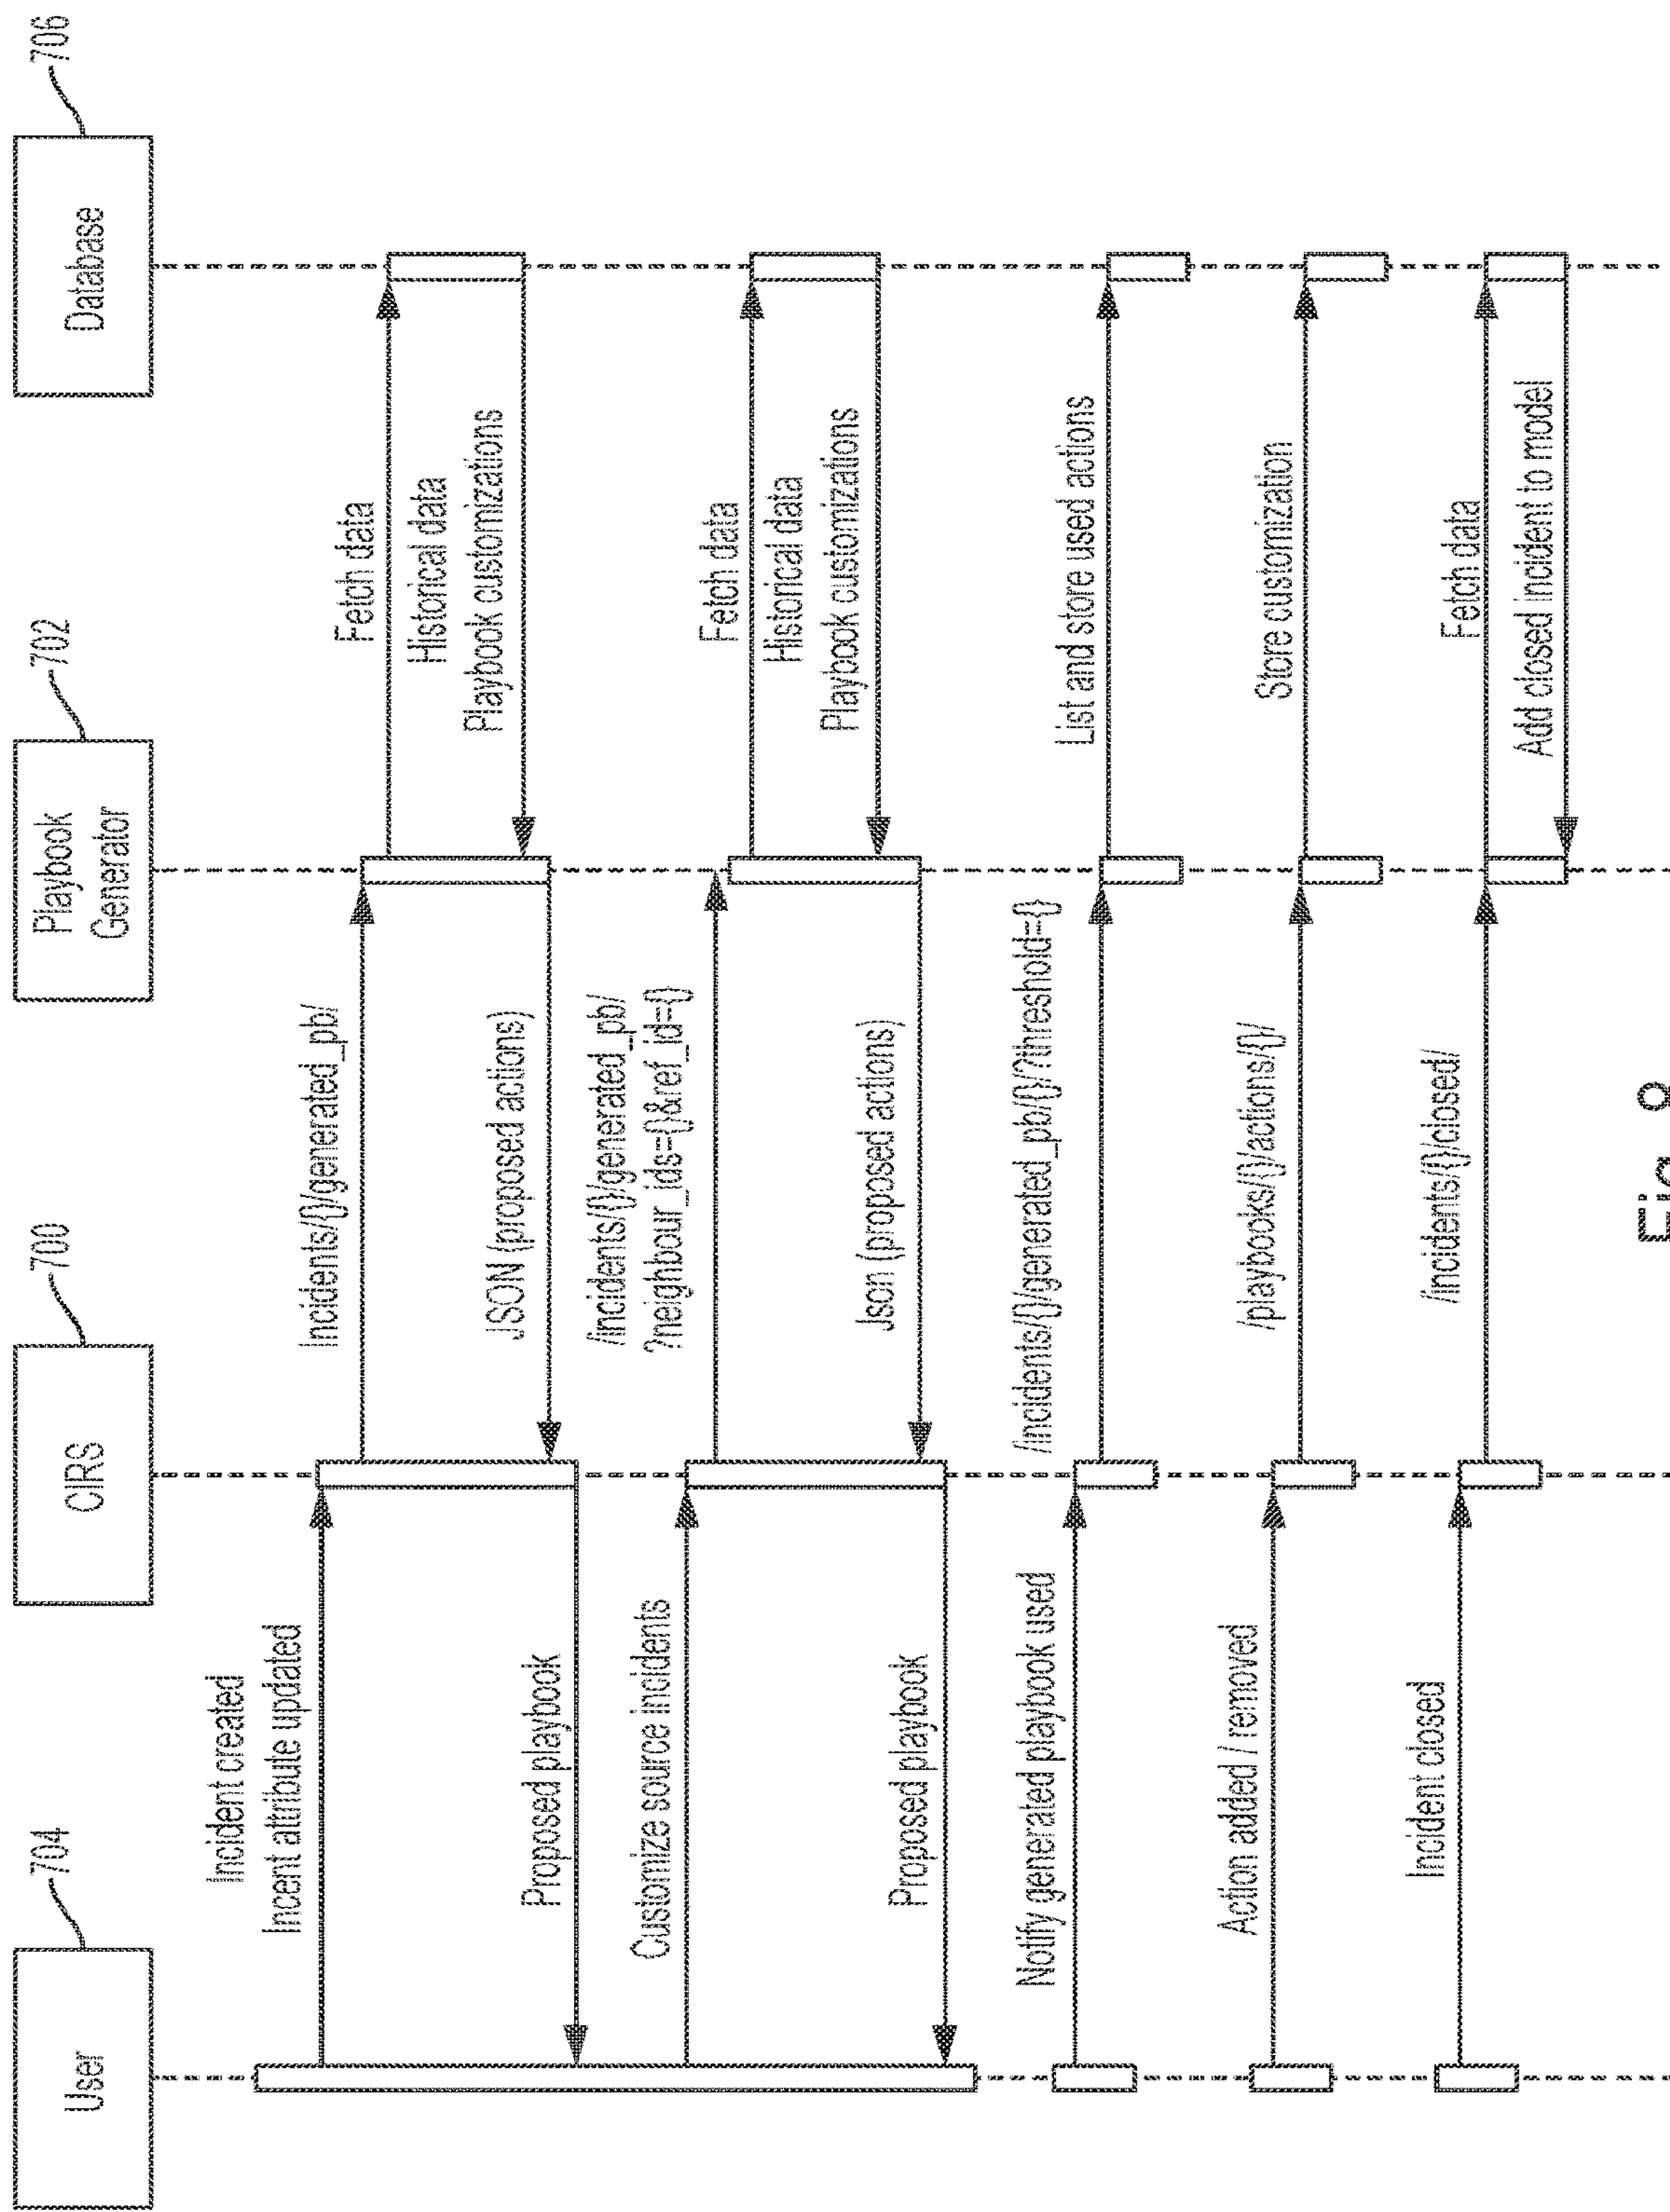 User
704
CIRS
700
Playbook
Generator
702
Database
706
Incident created
Incent attribute updated
Incidents/{}/generated_pb/
Fetch data
Historical data
Playbook customizations
JSON (proposed actions)
Proposed playbook
Customize source incidents
/incidents/{}/generated_pb/
?neighbour_ids={}&ref_id={}
Fetch data
Historical data
Playbook customizations
Json (proposed actions)
Proposed playbook
Notify generated playbook used
/incidents/{}/generated_pb/{}/?threshold={}
List and store used actions
Action added / removed
/playbooks/{}/actions/{}/
Store customization
Incident closed
/incidents/{}/closed/
Fetch data
Add closed incident to model
Fig. 8